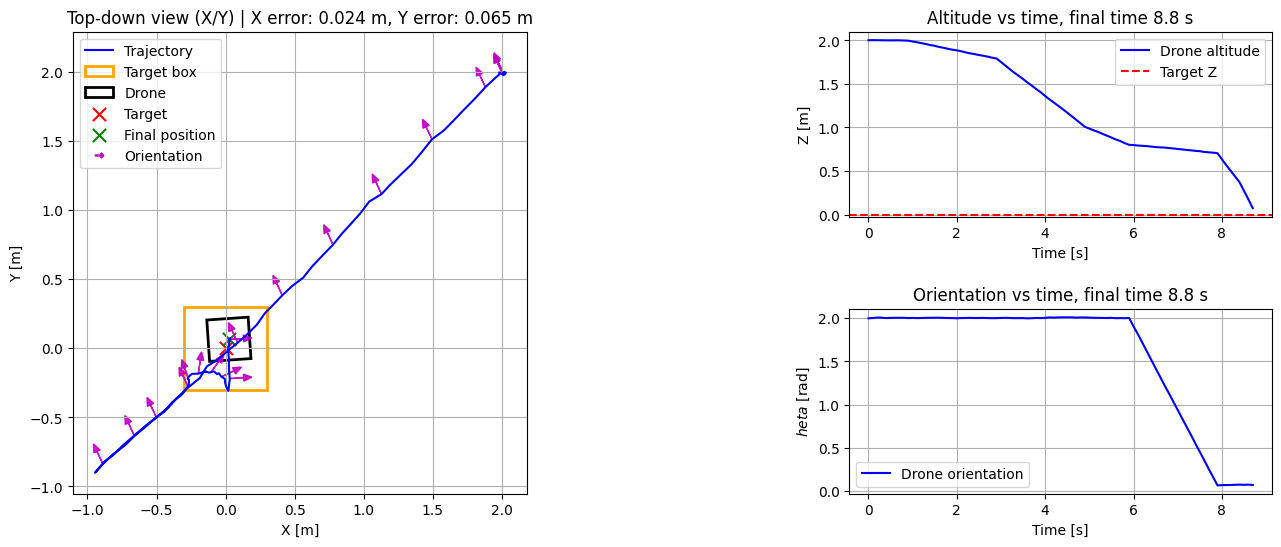 Top-down view (X/Y) | X error: 0.024 m, Y error: 0.065 m
Trajectory
Target box
Drone
Target
Final position
Orientation
2.0
1.5
1.0
0.5
0.0
−0.5
−1.0
Y [m]
−1.0
−0.5
0.0
0.5
1.0
1.5
2.0
X [m]
Altitude vs time, final time 8.8 s
Drone altitude
Target Z
2.0
1.5
1.0
0.5
0.0
Z [m]
0
2
4
6
8
Time [s]
Orientation vs time, final time 8.8 s
2.0
1.5
1.0
0.5
0.0
heta [rad]
Drone orientation
0
2
4
6
8
Time [s]